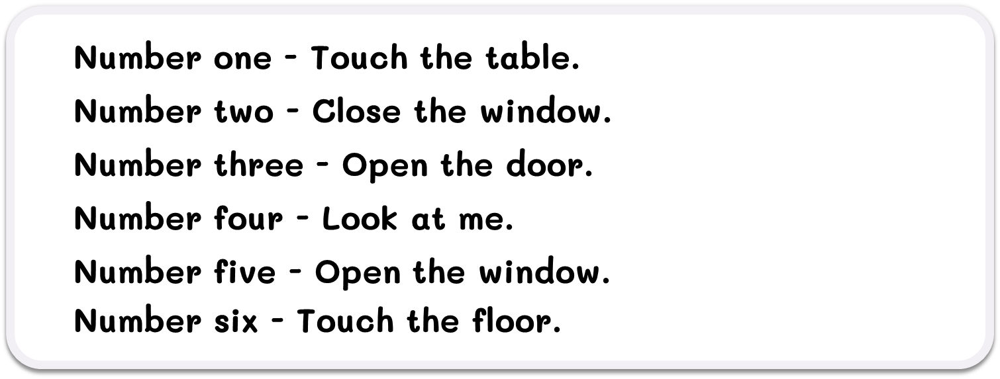 Number one - Touch the table.
Number two - Close the window.
Number three - Open the door.
Number four - Look at me.
Number five - Open the window.
Number six - Touch the floor.